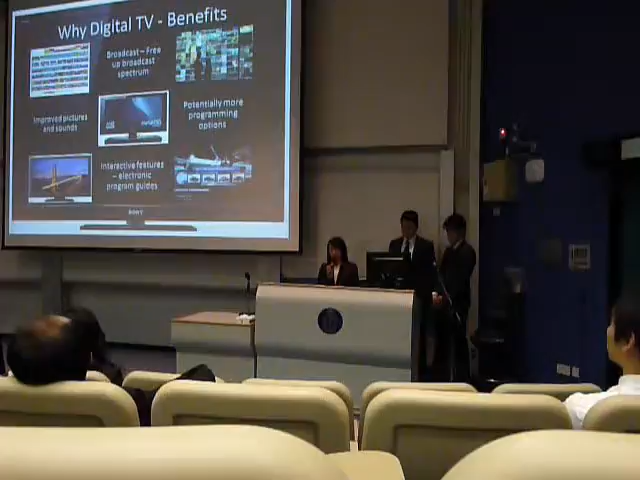 Why Digital TV - Benefits
Broadcast – Free
up broadcast
spectrum
Improved pictures
and sounds
Potentially more
programming
options
Interactive features
– electronic
program guides
SONY